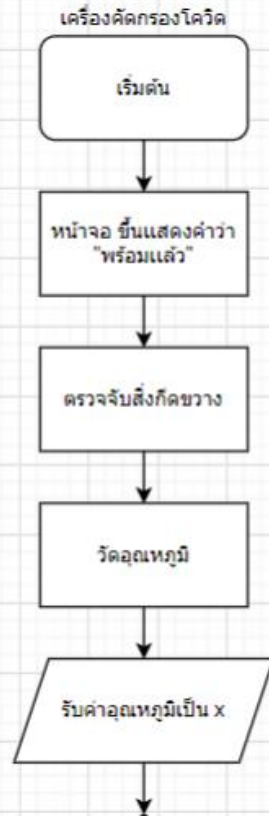 เครื่องคัดกรองโควิด
เริ่มต้น
หน้าจอ ขึ้นแสดงคำว่า
"พร้อมแล้ว"
ตรวจจับสิ่งกีดขวาง
วัดอุณหภูมิ
รับค่าอุณหภูมิเป็น x